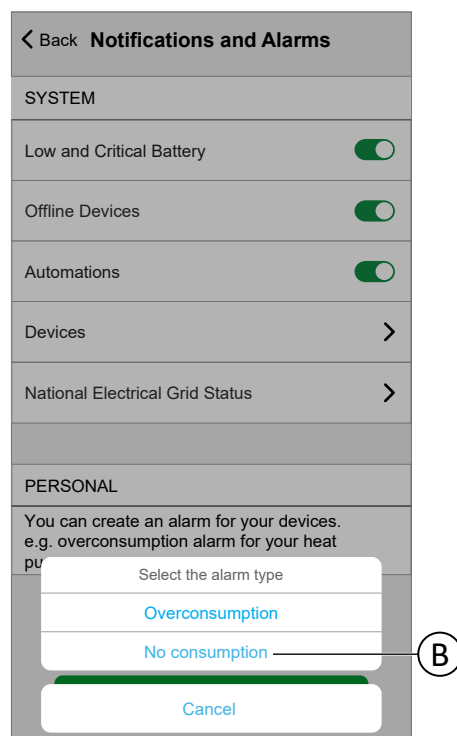 Back Notifications and Alarms
SYSTEM
Low and Critical Battery
Offline Devices
Automations
Devices
National Electrical Grid Status
PERSONAL
You can create an alarm for your devices.
e.g. overconsumption alarm for your heat
Select the alarm type
Overconsumption
No consumption
B
Cancel